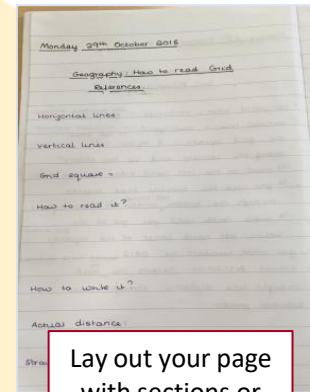 Monday 29th October 2018
Geography: How to read Grid
References.
Horizontal lines
Vertical lines
Grid square =
How to read it?
How to write it?
Actual distance:
Lay out your page
with sections or